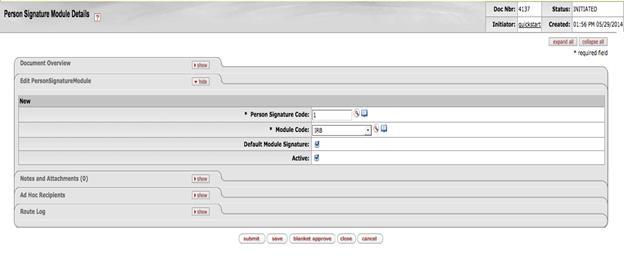 Person Signature Module Details ?
Doc Nbr: 4137 Status: INITIATED
Initiator: quickstart Created: 01:56 PM 05/29/2014
expand all collapse all
* required field
Document Overview show
Edit PersonSignatureModule hide
New
* Person Signature Code: 1
* Module Code: IRB
Default Module Signature:
Active:
Notes and Attachments (0) show
Ad Hoc Recipients show
Route Log show
submit save blanket approve close cancel